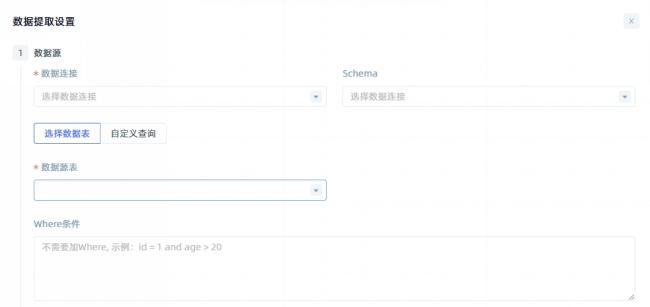 数据提取设置
x
1 数据源
* 数据连接 Schema
选择数据连接 选择数据连接
选择数据表 自定义查询
* 数据源表
Where条件
不需要加Where, 示例：id = 1 and age > 20